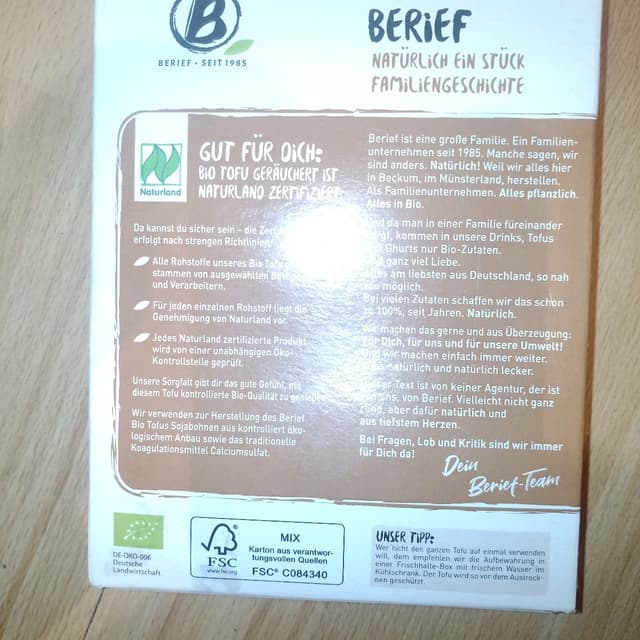 B
BERIEF • SEIT 1985
BERIEF
NATÜRLICH EIN STÜCK
FAMILIENGESCHICHTE
Naturland
GUT FÜR DICH:
BIO TOFU GERÄUCHERT IST
NATURLAND ZERTIFIZIERT
Da kannst du sicher sein – die
erfolgt nach strengen Richtlinien
Alle Rohstoffe unseres Bio
stammen von ausgewählten
und Verarbeitern.
Für jeden einzelnen Rohstoff liegt die
Genehmigung von Naturland vor.
Jedes Naturland zertifizierte Produkt
wird von einer unabhängigen Öko-
Kontrollstelle geprüft.
Unsere Sorgfalt gibt dir das gute Gefühl, mit
diesem Tofu kontrollierte Bio-Qualität zu
Wir verwenden zur Herstellung des Berief
Bio Tofus Sojabohnen aus kontrolliert öko-
logischem Anbau sowie das traditionelle
Koagulationsmittel Calciumsulfat.
Berief ist eine große Familie. Ein Familien-
unternehmen seit 1985. Manche sagen, wir
sind anders. Natürlich! Weil wir alles hier
in Beckum, im Münsterland, herstellen.
Als Familienunternehmen. Alles pflanzlich.
Alles in Bio.
da man in einer Familie füreinander
kommen in unsere Drinks, Tofus
Ghurts nur Bio-Zutaten.
ganz viel Liebe.
am liebsten aus Deutschland, so nah
möglich.
Bei vielen Zutaten schaffen wir das schon
zu 100%, seit Jahren. Natürlich.
Wir machen das gerne und aus Überzeugung:
Für Dich, für uns und für unsere Umwelt!
wir machen einfach immer weiter.
natürlich und natürlich lecker.
Text ist von keiner Agentur, der ist
uns, von Berief. Vielleicht nicht ganz
aber dafür natürlich und
aus tiefstem Herzen.
Bei Fragen, Lob und Kritik sind wir immer
für Dich da!
Dein
Berief-Team
DE-ÖKO-006
Deutsche
Landwirtschaft
FSC
www.fsc.org
MIX
Karton aus verantwor-
tungsvollen Quellen
FSC® C084340
UNSER TIPP:
Wer nicht den ganzen Tofu auf einmal verwenden
will, dem empfehlen wir die Aufbewahrung in
einer Frischhalte-Box mit frischem Wasser im
Kühlschrank. Der Tofu wird so vor dem Austrock-
nen geschützt.